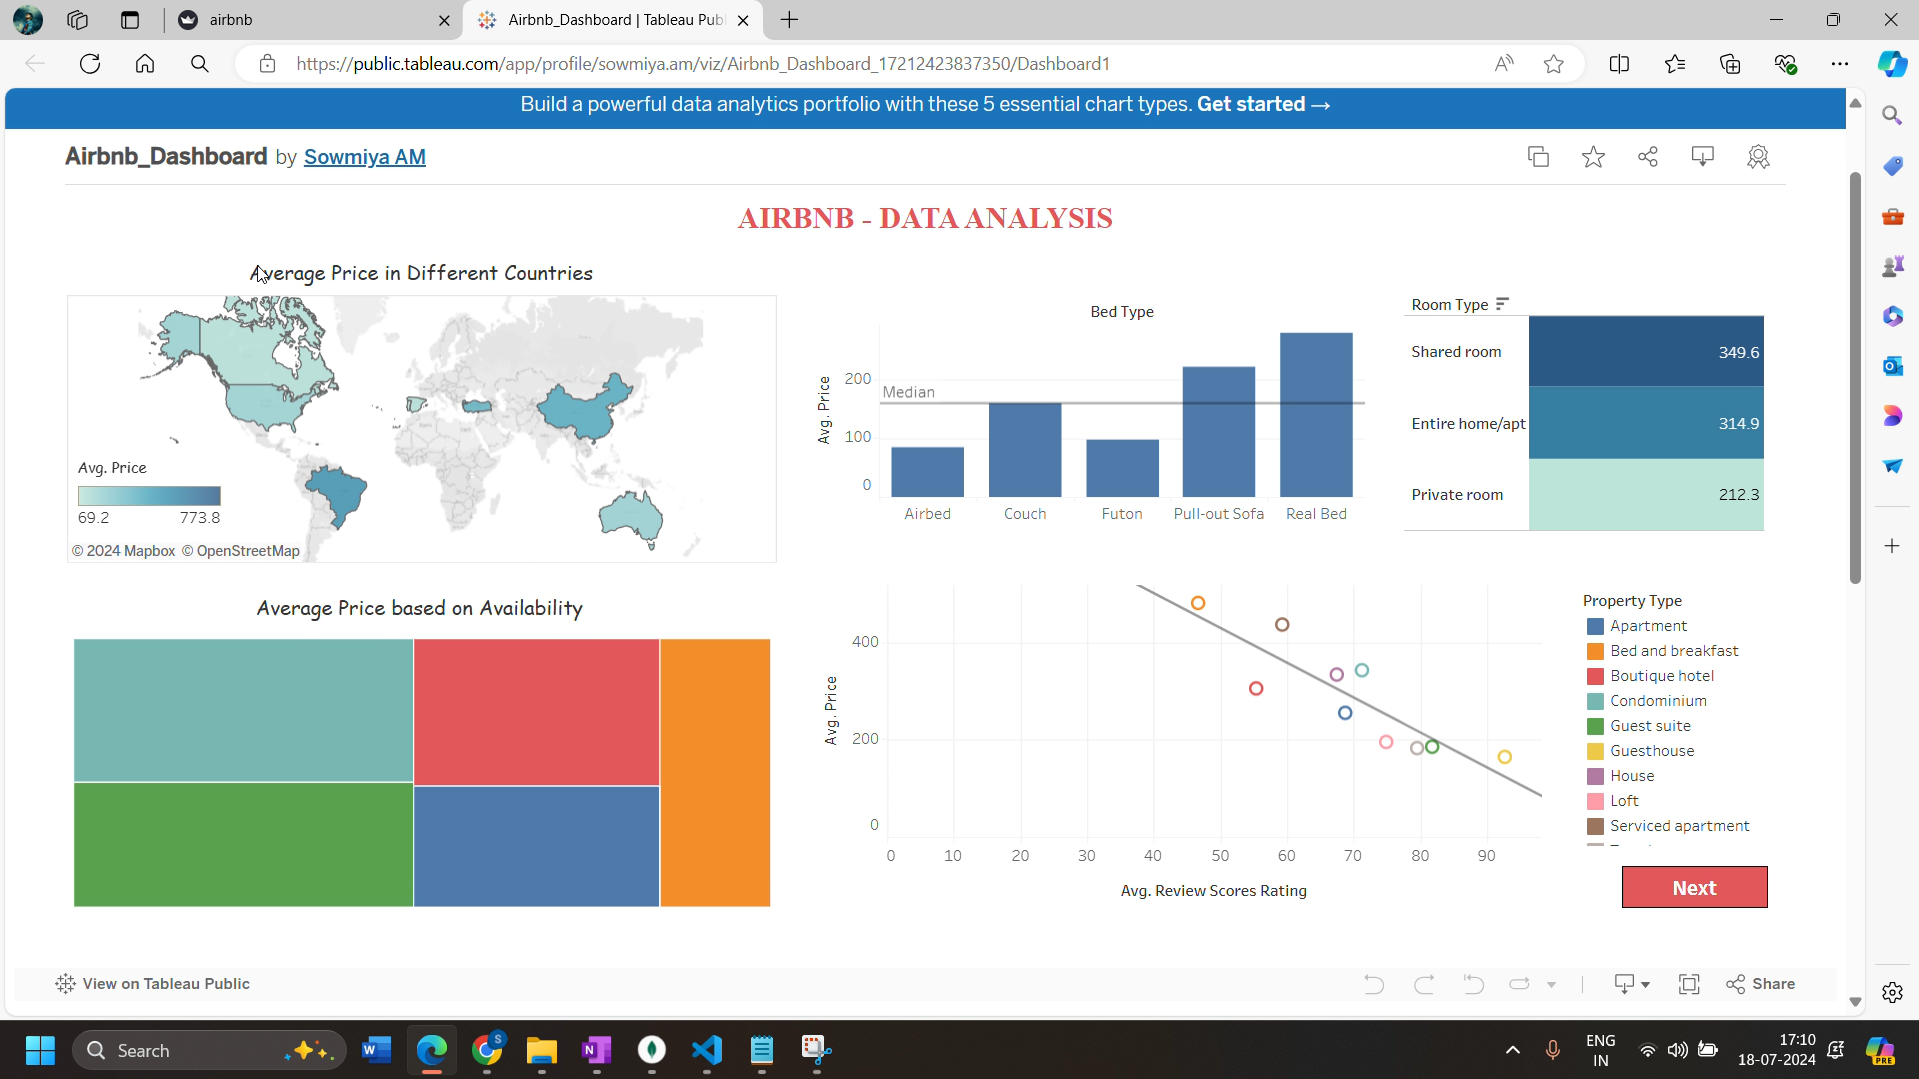 airbnb
Airbnb_Dashboard | Tableau Publ
https://public.tableau.com/app/profile/sowmiya.am/viz/Airbnb_Dashboard_17212423837350/Dashboard1
Build a powerful data analytics portfolio with these 5 essential chart types. Get started →
Airbnb_Dashboard by Sowmiya AM
AIRBNB - DATA ANALYSIS
Average Price in Different Countries
Avg. Price
69.2 773.8
© 2024 Mapbox © OpenStreetMap
Bed Type
Avg. Price
200
100
0
Median
Airbed Couch Futon Pull-out Sofa Real Bed
Room Type
Shared room 349.6
Entire home/apt 314.9
Private room 212.3
Average Price based on Availability
Avg. Price
400
200
0
0 10 20 30 40 50 60 70 80 90
Avg. Review Scores Rating
Property Type
Apartment
Bed and breakfast
Boutique hotel
Condominium
Guest suite
Guesthouse
House
Loft
Serviced apartment
Next
View on Tableau Public
Share
Search
S
ENG
IN
17:10
18-07-2024
PRE